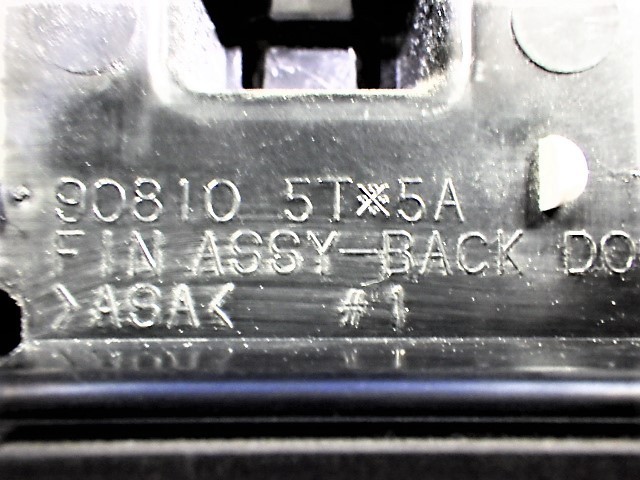 90810 5T※5A
FIN ASSY-BACK DO
>ASA< #1